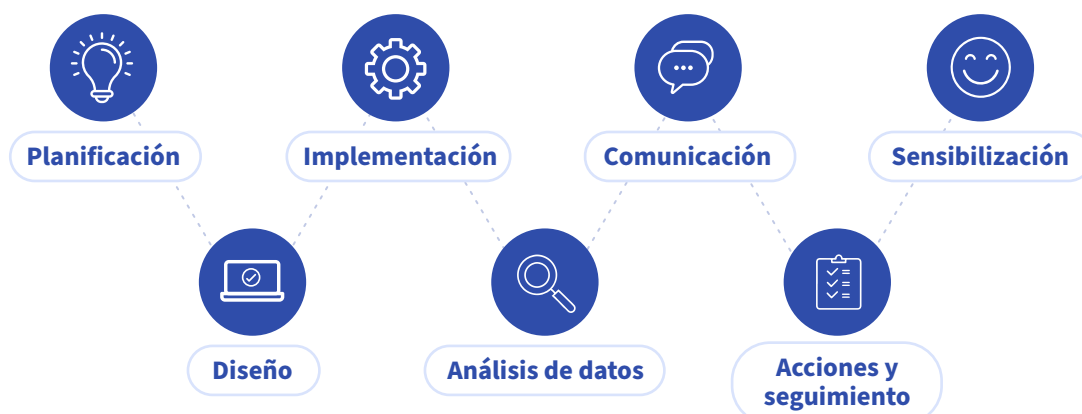 Planificación
Implementación
Comunicación
Sensibilización
Diseño
Análisis de datos
Acciones y
seguimiento